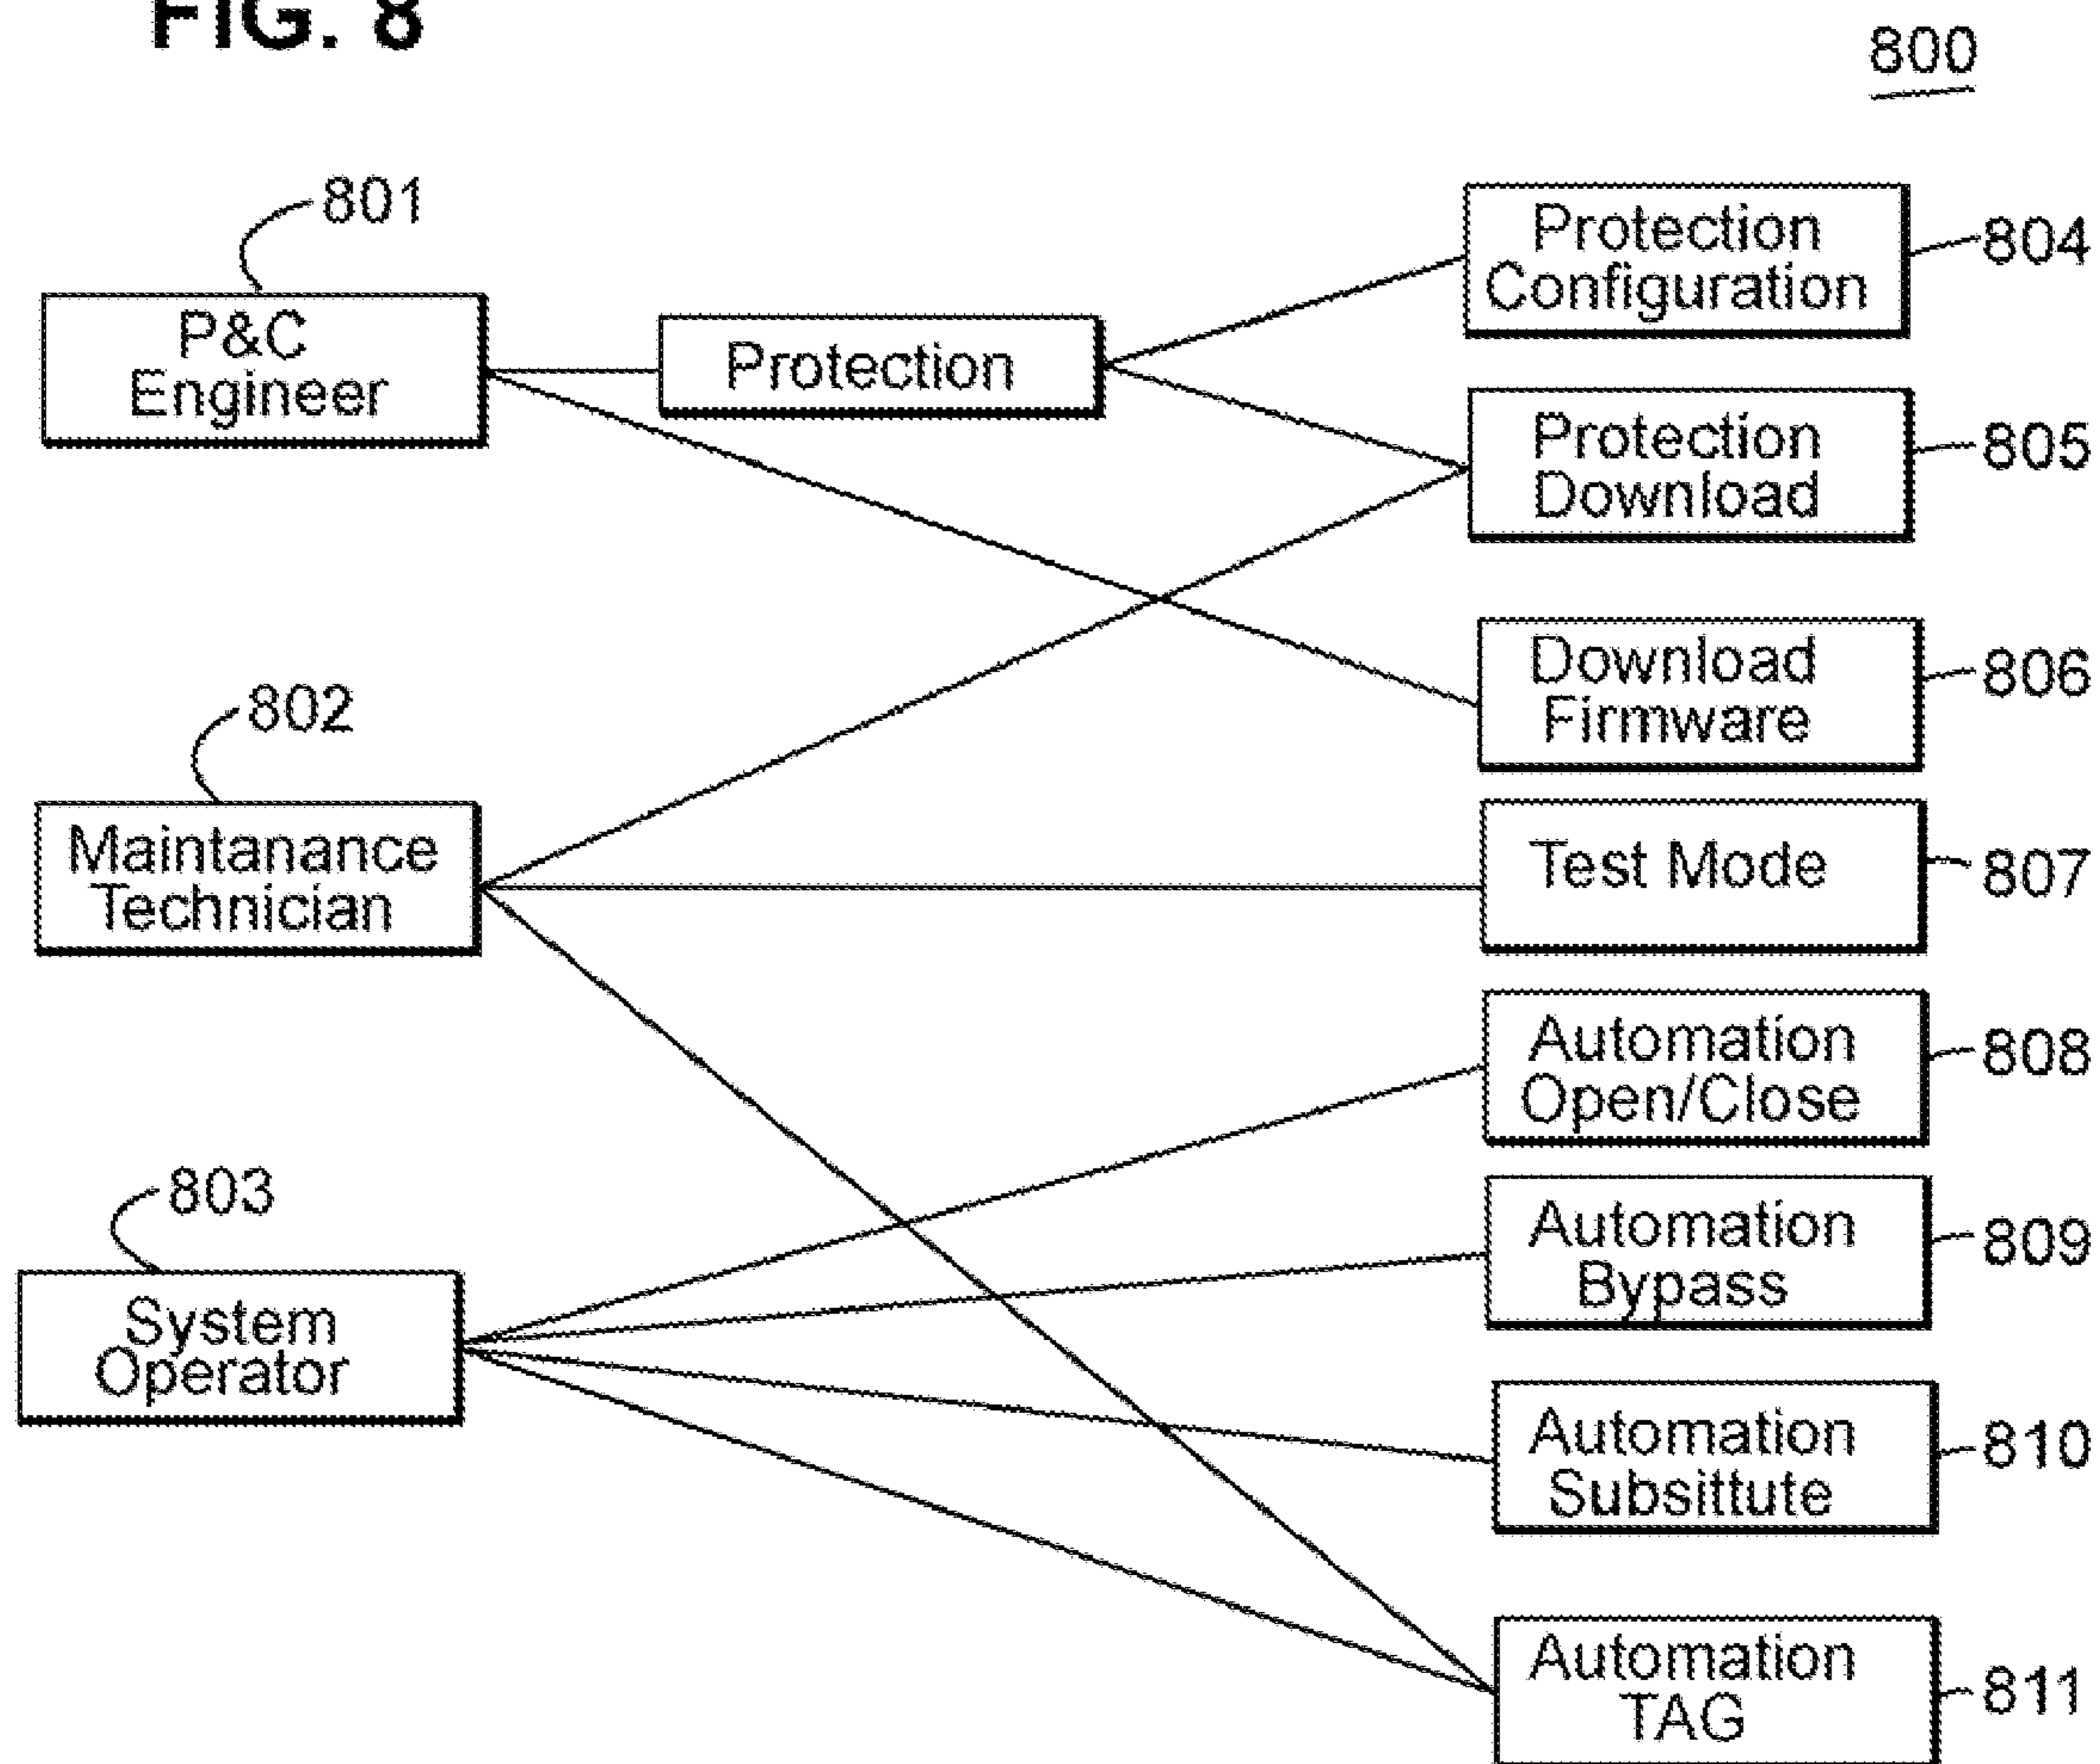 FIG. 8
800
801
P&C
Engineer
Protection
Protection
Configuration
804
Protection
Download
805
Download
Firmware
806
802
Maintanance
Technician
Test Mode
807
Automation
Open/Close
808
803
System
Operator
Automation
Bypass
809
Automation
Subsittute
810
Automation
TAG
811